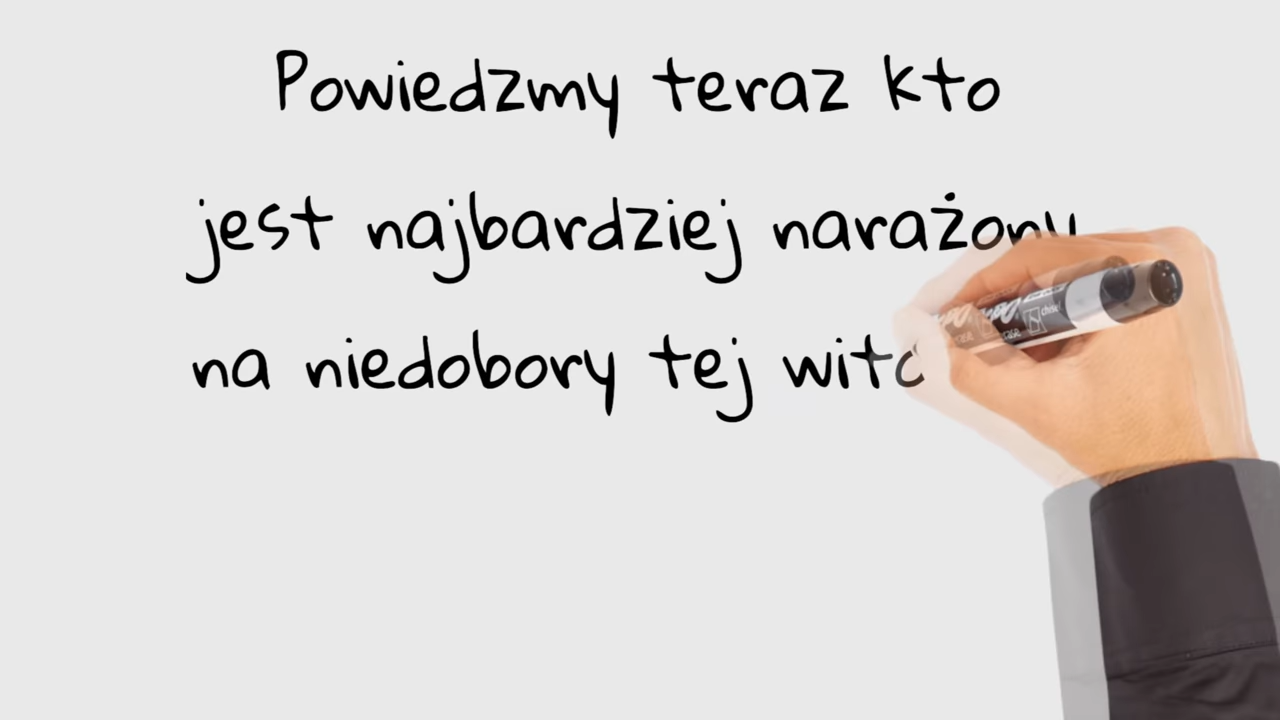 Powiedzmy teraz kto
jest najbardziej narażony
na niedobory tej